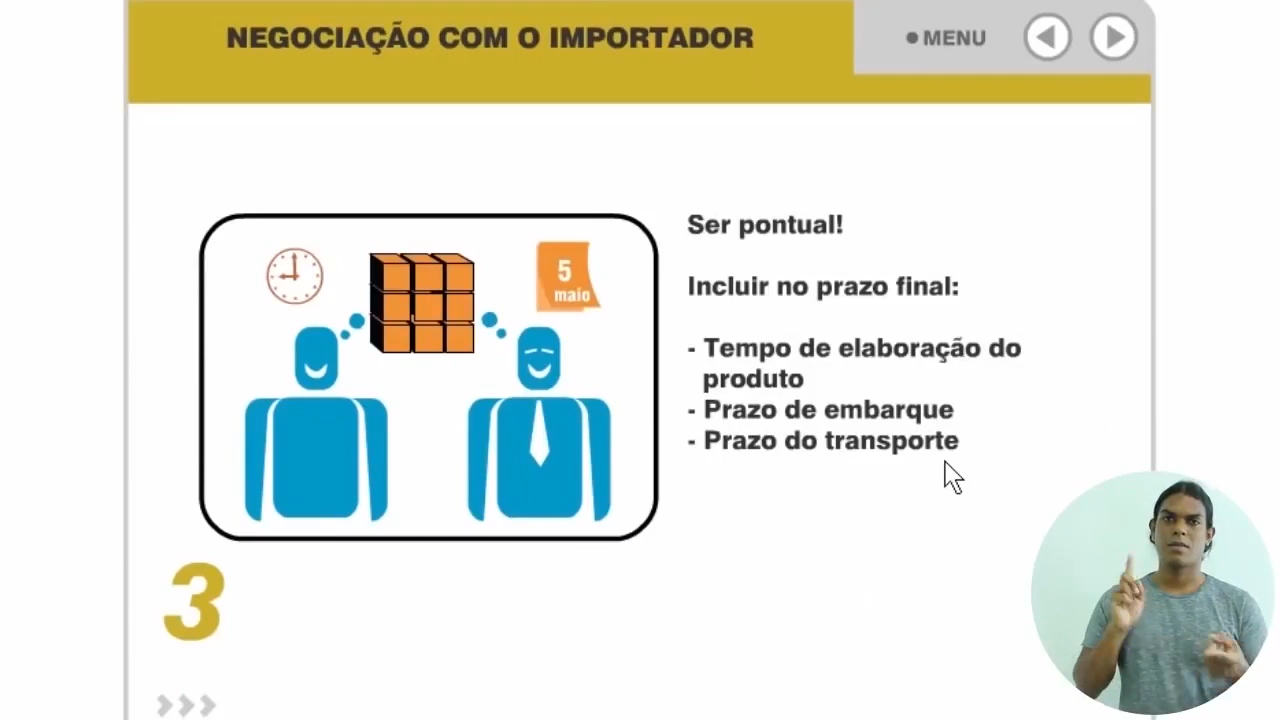 NEGOCIAÇÃO COM O IMPORTADOR
MENU
Ser pontual!
5
maio
Incluir no prazo final:
- Tempo de elaboração do
produto
- Prazo de embarque
- Prazo do transporte
3